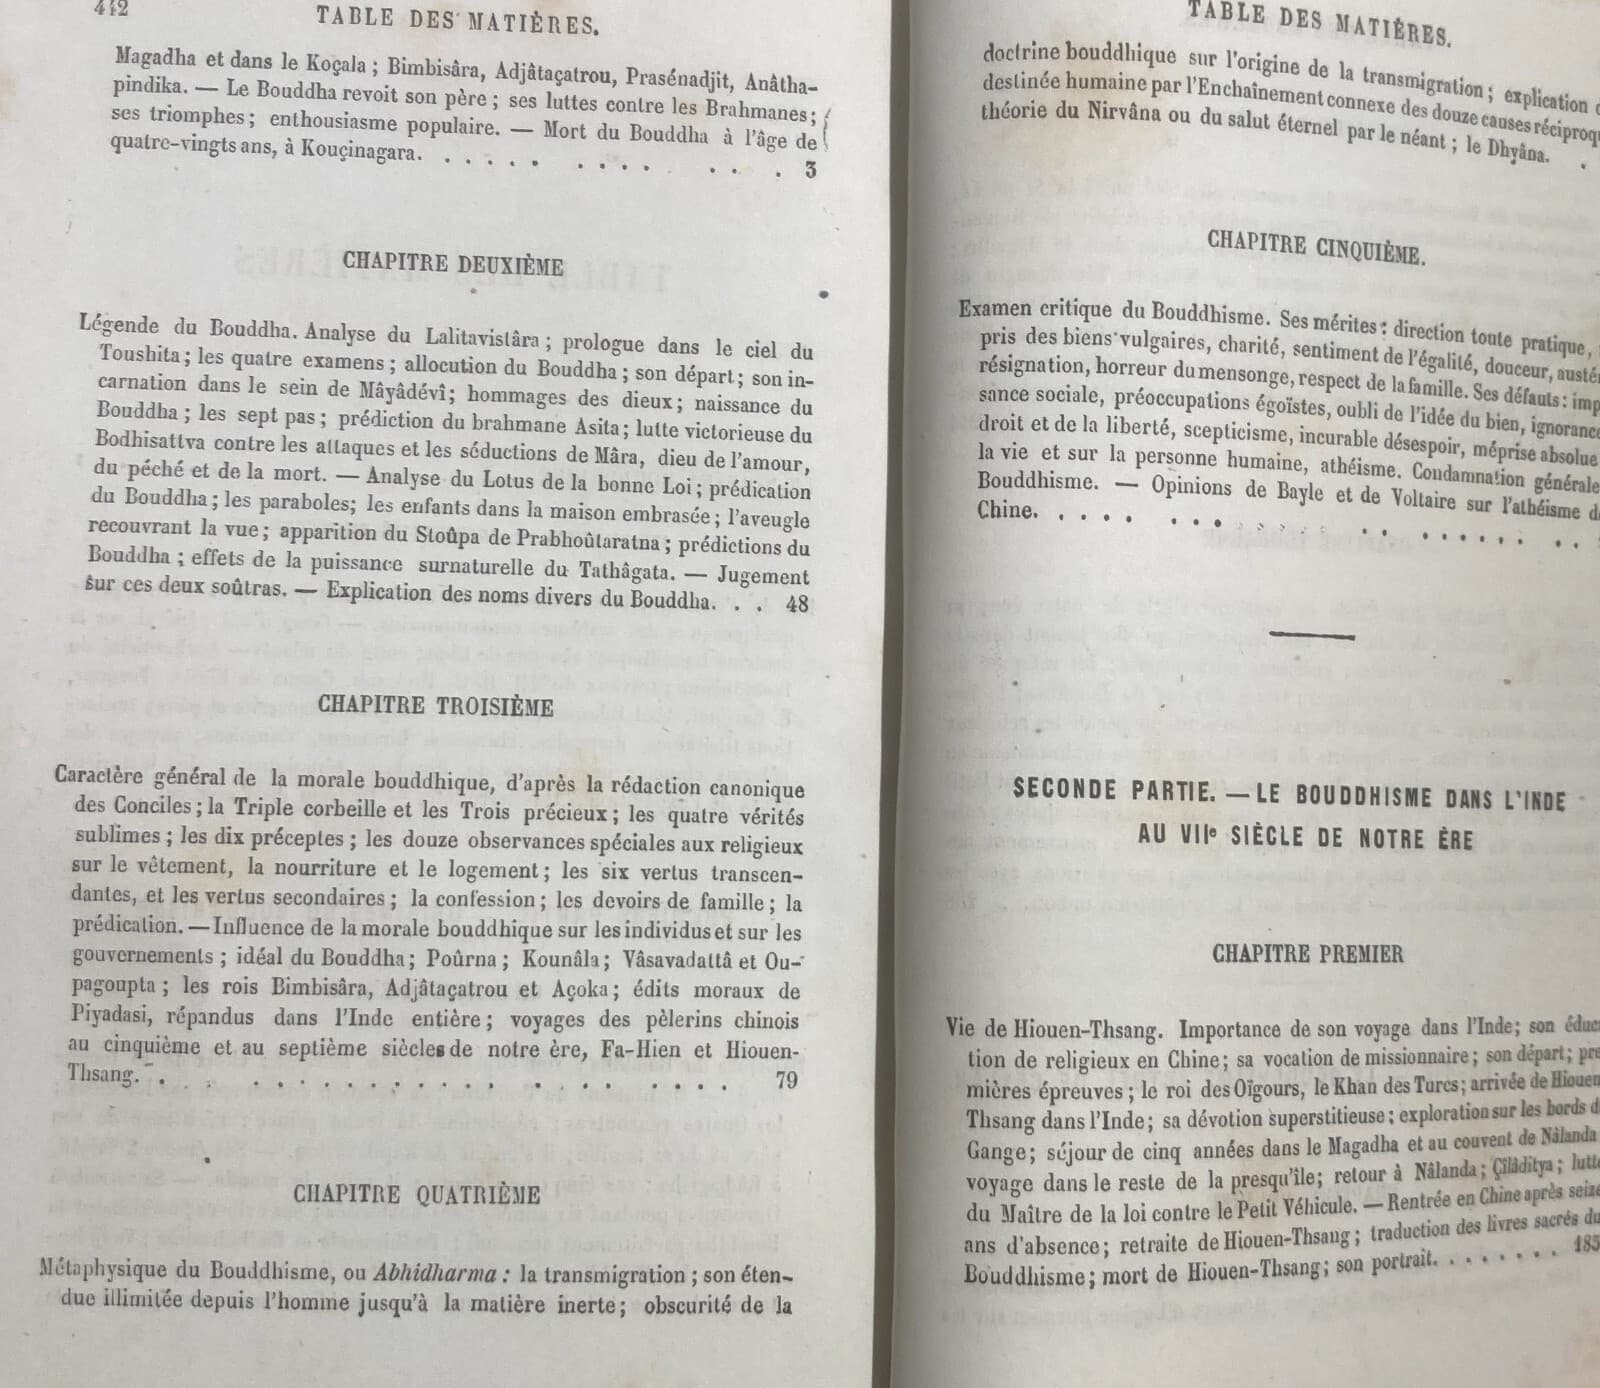 442
TABLE DES MATIÈRES.
Magadha et dans le Koçala ; Bimbisâra, Adjâtaçatrou, Prasénadjit, Anâtha-
pindika. — Le Bouddha revoit son père ; ses luttes contre les Brahmanes ;
ses triomphes ; enthousiasme populaire. — Mort du Bouddha à l'âge de
quatre-vingts ans, à Kouçinagara. . . . . . . . . . . . . 3
CHAPITRE DEUXIÈME
Légende du Bouddha. Analyse du Lalitavistâra ; prologue dans le ciel du
Toushita ; les quatre examens ; allocution du Bouddha ; son départ ; son in-
carnation dans le sein de Mâyâdévî ; hommages des dieux ; naissance du
Bouddha ; les sept pas ; prédiction du brahmane Asita ; lutte victorieuse du
Bodhisattva contre les attaques et les séductions de Mâra, dieu de l'amour,
du péché et de la mort. — Analyse du Lotus de la bonne Loi ; prédication
du Bouddha ; les paraboles ; les enfants dans la maison embrasée ; l'aveugle
recouvrant la vue ; apparition du Stoûpa de Prabhoûtaratna ; prédictions du
Bouddha ; effets de la puissance surnaturelle du Tathâgata. — Jugement
sur ces deux soûtras. — Explication des noms divers du Bouddha. . . 48
CHAPITRE TROISIÈME
Caractère général de la morale bouddhique, d'après la rédaction canonique
des Conciles ; la Triple corbeille et les Trois précieux ; les quatre vérités
sublimes ; les dix préceptes ; les douze observances spéciales aux religieux
sur le vêtement, la nourriture et le logement ; les six vertus transcen-
dantes, et les vertus secondaires ; la confession ; les devoirs de famille ; la
prédication. — Influence de la morale bouddhique sur les individus et sur les
gouvernements ; idéal du Bouddha ; Poûrna ; Kounâla ; Vâsavadattâ et Ou-
pagoupta ; les rois Bimbisâra, Adjâtaçatrou et Açoka ; édits moraux de
Piyadasi, répandus dans l'Inde entière ; voyages des pèlerins chinois
au cinquième et au septième siècles de notre ère, Fa-Hien et Hiouen-
Thsang. . . . . . . . . . . . . . . . . . . 79
CHAPITRE QUATRIÈME
Métaphysique du Bouddhisme, ou Abhidharma : la transmigration ; son éten-
due illimitée depuis l'homme jusqu'à la matière inerte ; obscurité de la
TABLE DES MATIÈRES.
doctrine bouddhique sur l'origine de la transmigration ; explication
destinée humaine par l'Enchaînement connexe des douze causes réciproqu
théorie du Nirvâna ou du salut éternel par le néant ; le Dhyâna. .
CHAPITRE CINQUIÈME.
Examen critique du Bouddhisme. Ses mérites : direction toute pratique,
pris des biens vulgaires, charité, sentiment de l'égalité, douceur, austér
résignation, horreur du mensonge, respect de la famille. Ses défauts : imp
sance sociale, préoccupations égoïstes, oubli de l'idée du bien, ignorance
droit et de la liberté, scepticisme, incurable désespoir, méprise absolue
la vie et sur la personne humaine, athéisme. Condamnation générale
Bouddhisme. — Opinions de Bayle et de Voltaire sur l'athéisme d
Chine. . . . . . . . . . . . . . . . . . .
SECONDE PARTIE. — LE BOUDDHISME DANS L'INDE
AU VIIe SIÈCLE DE NOTRE ÈRE
CHAPITRE PREMIER
Vie de Hiouen-Thsang. Importance de son voyage dans l'Inde ; son éduc
tion de religieux en Chine ; sa vocation de missionnaire ; son départ ; pre
mières épreuves ; le roi des Oïgours, le Khan des Turcs ; arrivée de Hiouen
Thsang dans l'Inde ; sa dévotion superstitieuse ; exploration sur les bords d
Gange ; séjour de cinq années dans le Magadha et au couvent de Nâlanda
voyage dans le reste de la presqu'île ; retour à Nâlanda ; Çîlâditya ; lutte
du Maître de la loi contre le Petit Véhicule. — Rentrée en Chine après seize
ans d'absence ; retraite de Hiouen-Thsang ; traduction des livres sacrés du
Bouddhisme ; mort de Hiouen-Thsang ; son portrait. . . . . . . . 185